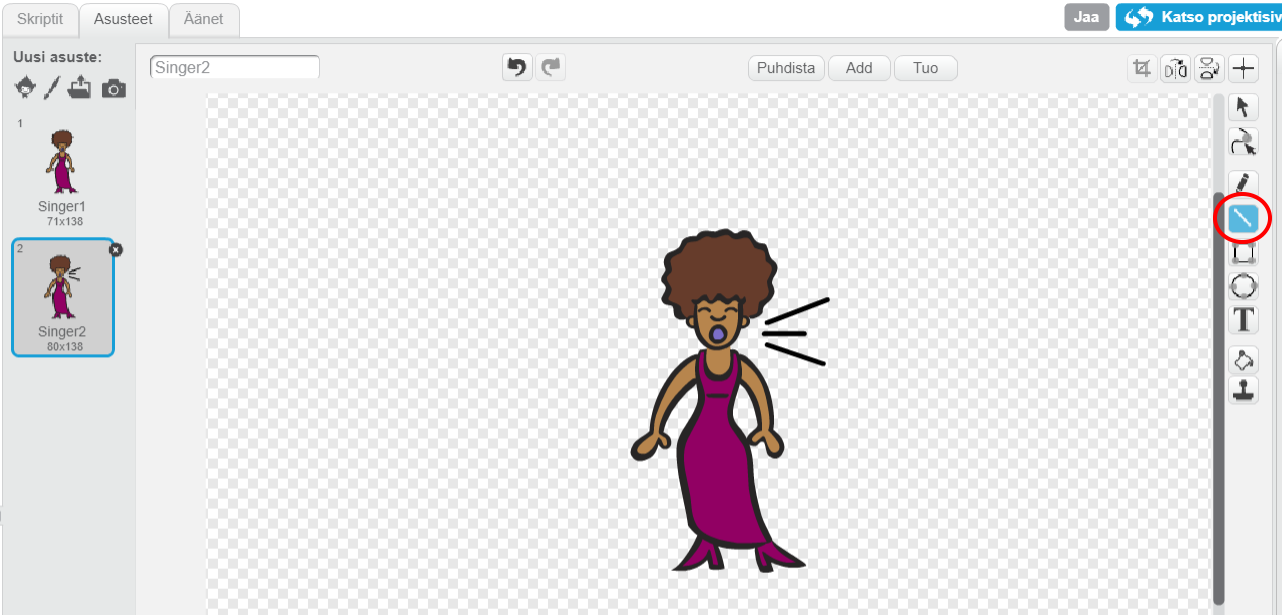 Skriptit Asusteet Äänet Jaa Katso projektisiv
Uusi asuste:
Singer2 Puhdista Add Tuo
1
Singer1
71x138
2
Singer2
80x138
T